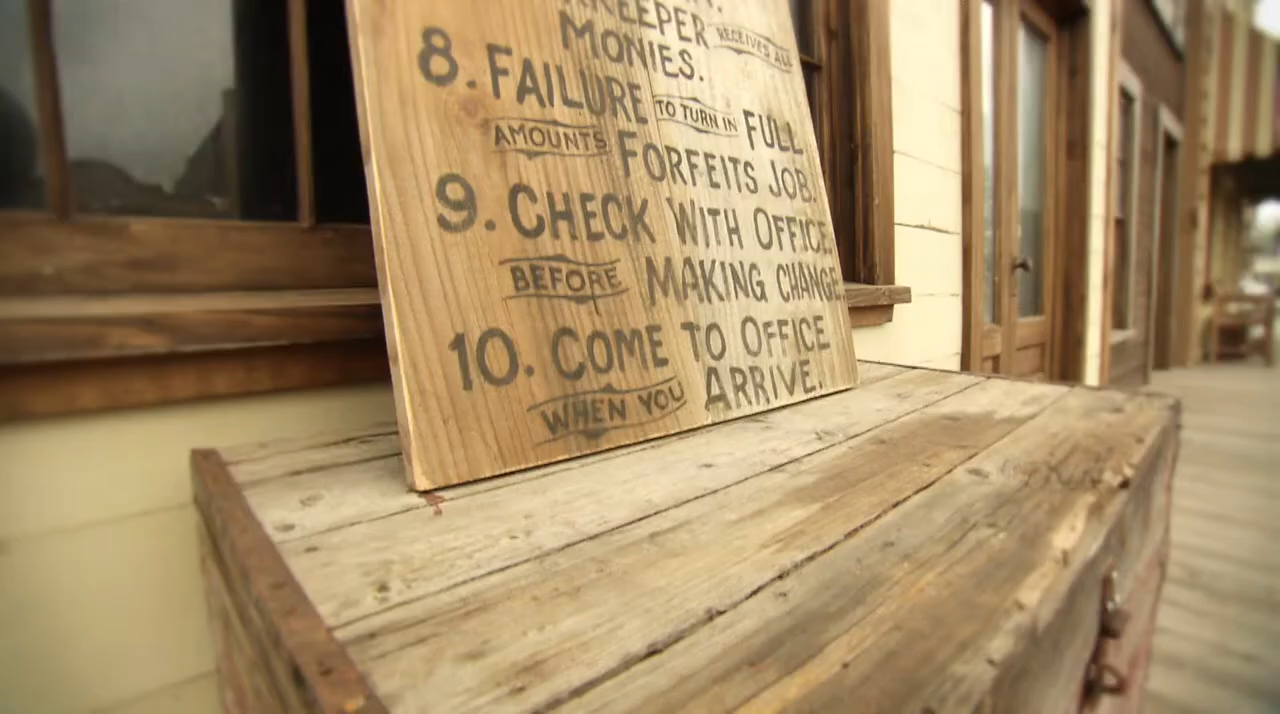 MONIES. RECEIVES ALL
8. FAILURE TO TURN IN FULL
AMOUNTS FORFEITS JOB.
9. CHECK WITH OFFICE
BEFORE MAKING CHANGE.
10. COME TO OFFICE
WHEN YOU ARRIVE.